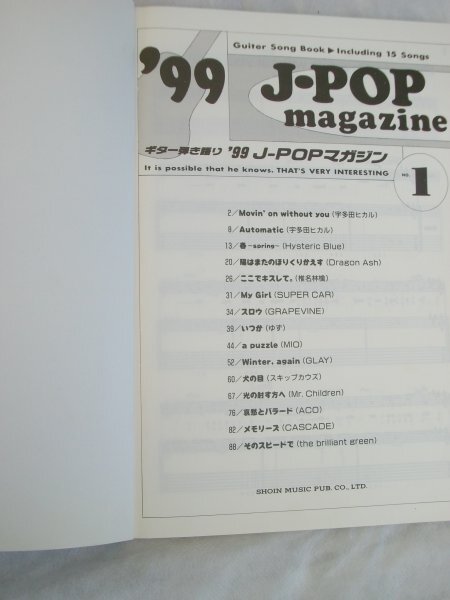 Guiter Song Book ▶ Including 15 Songs
'99 J-POP
magazine
ギター弾き語り '99 J-POPマガジン
It is possible that he knows. THAT'S VERY INTERESTING
NO. 1
2/Movin' on without you(宇多田ヒカル)
8/Automatic(宇多田ヒカル)
13/春〜spring〜(Hysteric Blue)
20/陽はまたのぼりくりかえす(Dragon Ash)
26/ここでキスして。(椎名林檎)
31/My Girl(SUPER CAR)
34/スロウ(GRAPEVINE)
39/いつか(ゆず)
44/a puzzle(MIO)
52/Winter, again(GLAY)
60/犬の目(スキップカウズ)
67/光の射す方へ(Mr. Children)
76/哀愁とバラード(ACO)
82/メモリーズ(CASCADE)
88/そのスピードで(the brilliant green)
SHOIN MUSIC PUB. CO., LTD.